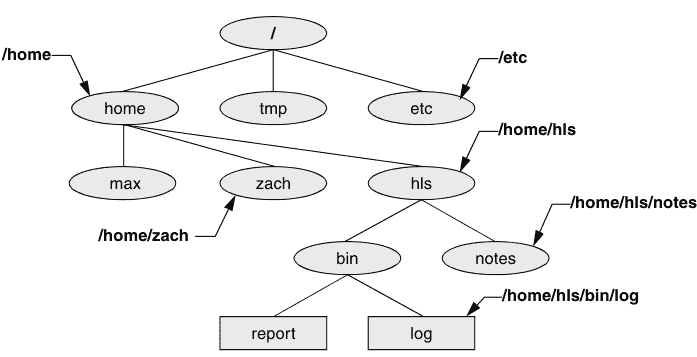 /
/home
/etc
home
tmp
etc
/home/hls
max
zach
hls
/home/hls/notes
/home/zach
bin
notes
/home/hls/bin/log
report
log